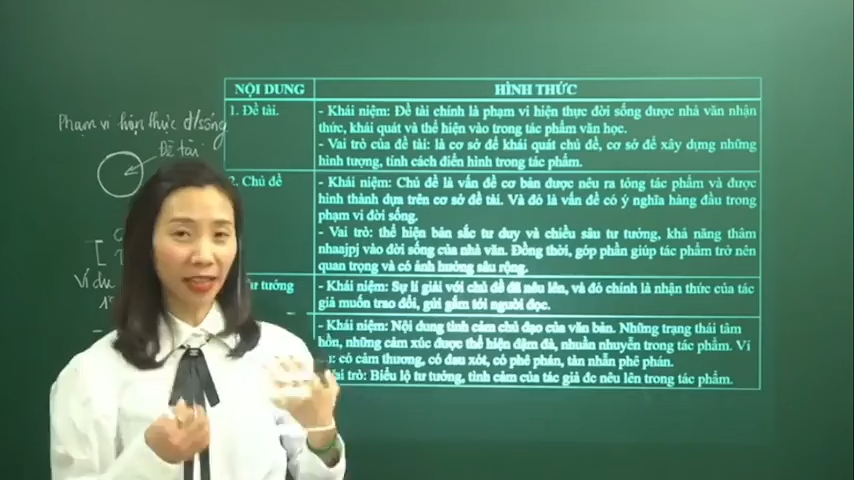 Phạm vi hiện thực đ/sống
Đề tài
Ví dụ
NỘI DUNG
HÌNH THỨC
1. Đề tài.
- Khái niệm: Đề tài chính là phạm vi hiện thực đời sống được nhà văn nhận
thức, khái quát và thể hiện vào trong tác phẩm văn học.
- Vai trò của đề tài: là cơ sở để khái quát chủ đề, cơ sở để xây dựng những
hình tượng, tính cách điển hình trong tác phẩm.
2. Chủ đề
- Khái niệm: Chủ đề là vấn đề cơ bản được nêu ra tỏng tác phẩm và được
hình thành dựa trên cơ sở đề tài. Và đó là vấn đề có ý nghĩa hàng đầu trong
phạm vi đời sống.
- Vai trò: thể hiện bản sắc tư duy và chiều sâu tư tưởng, khả năng thâm
nhaajpj vào đời sống của nhà văn. Đồng thời, góp phần giúp tác phẩm trở nên
quan trọng và có ảnh hưởng sâu rộng.
tư tưởng
- Khái niệm: Sự lí giải với chủ đề đã nêu lên, và đó chính là nhận thức của tác
giả muốn trao đổi, gửi gắm tới người đọc.
- Khái niệm: Nội dung tình cảm chủ đạo của văn bản. Những trạng thái tâm
hồn, những cảm xúc được thể hiện đậm đà, nhuần nhuyễn trong tác phẩm. Ví
: có cảm thương, có đau xót, có phê phán, tàn nhẫn phê phán.
Vai trò: Biểu lộ tư tưởng, tình cảm của tác giả đc nêu lên trong tác phẩm.